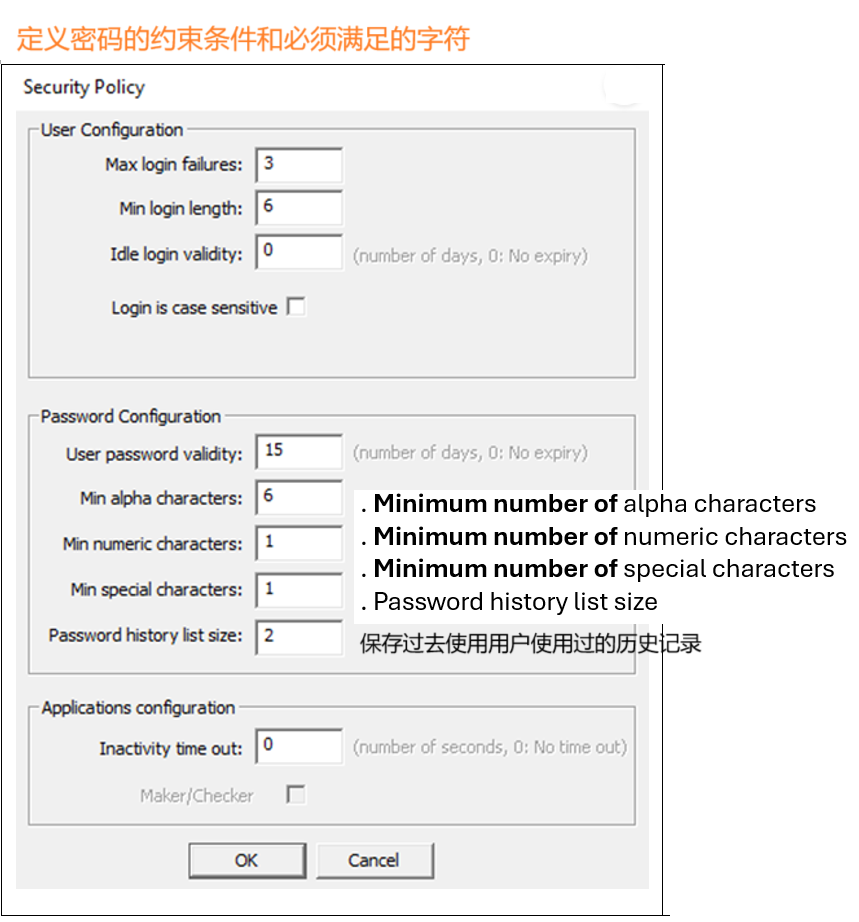 定义密码的约束条件和必须满足的字符
Security Policy
User Configuration
Max login failures: 3
Min login length: 6
Idle login validity: 0 (number of days, 0: No expiry)
Login is case sensitive
Password Configuration
User password validity: 15 (number of days, 0: No expiry)
Min alpha characters: 6 . Minimum number of alpha characters
Min numeric characters: 1 . Minimum number of numeric characters
Min special characters: 1 . Minimum number of special characters
. Password history list size
Password history list size: 2 保存过去使用用户使用过的历史记录
Applications configuration
Inactivity time out: 0 (number of seconds, 0: No time out)
Maker/Checker
OK Cancel